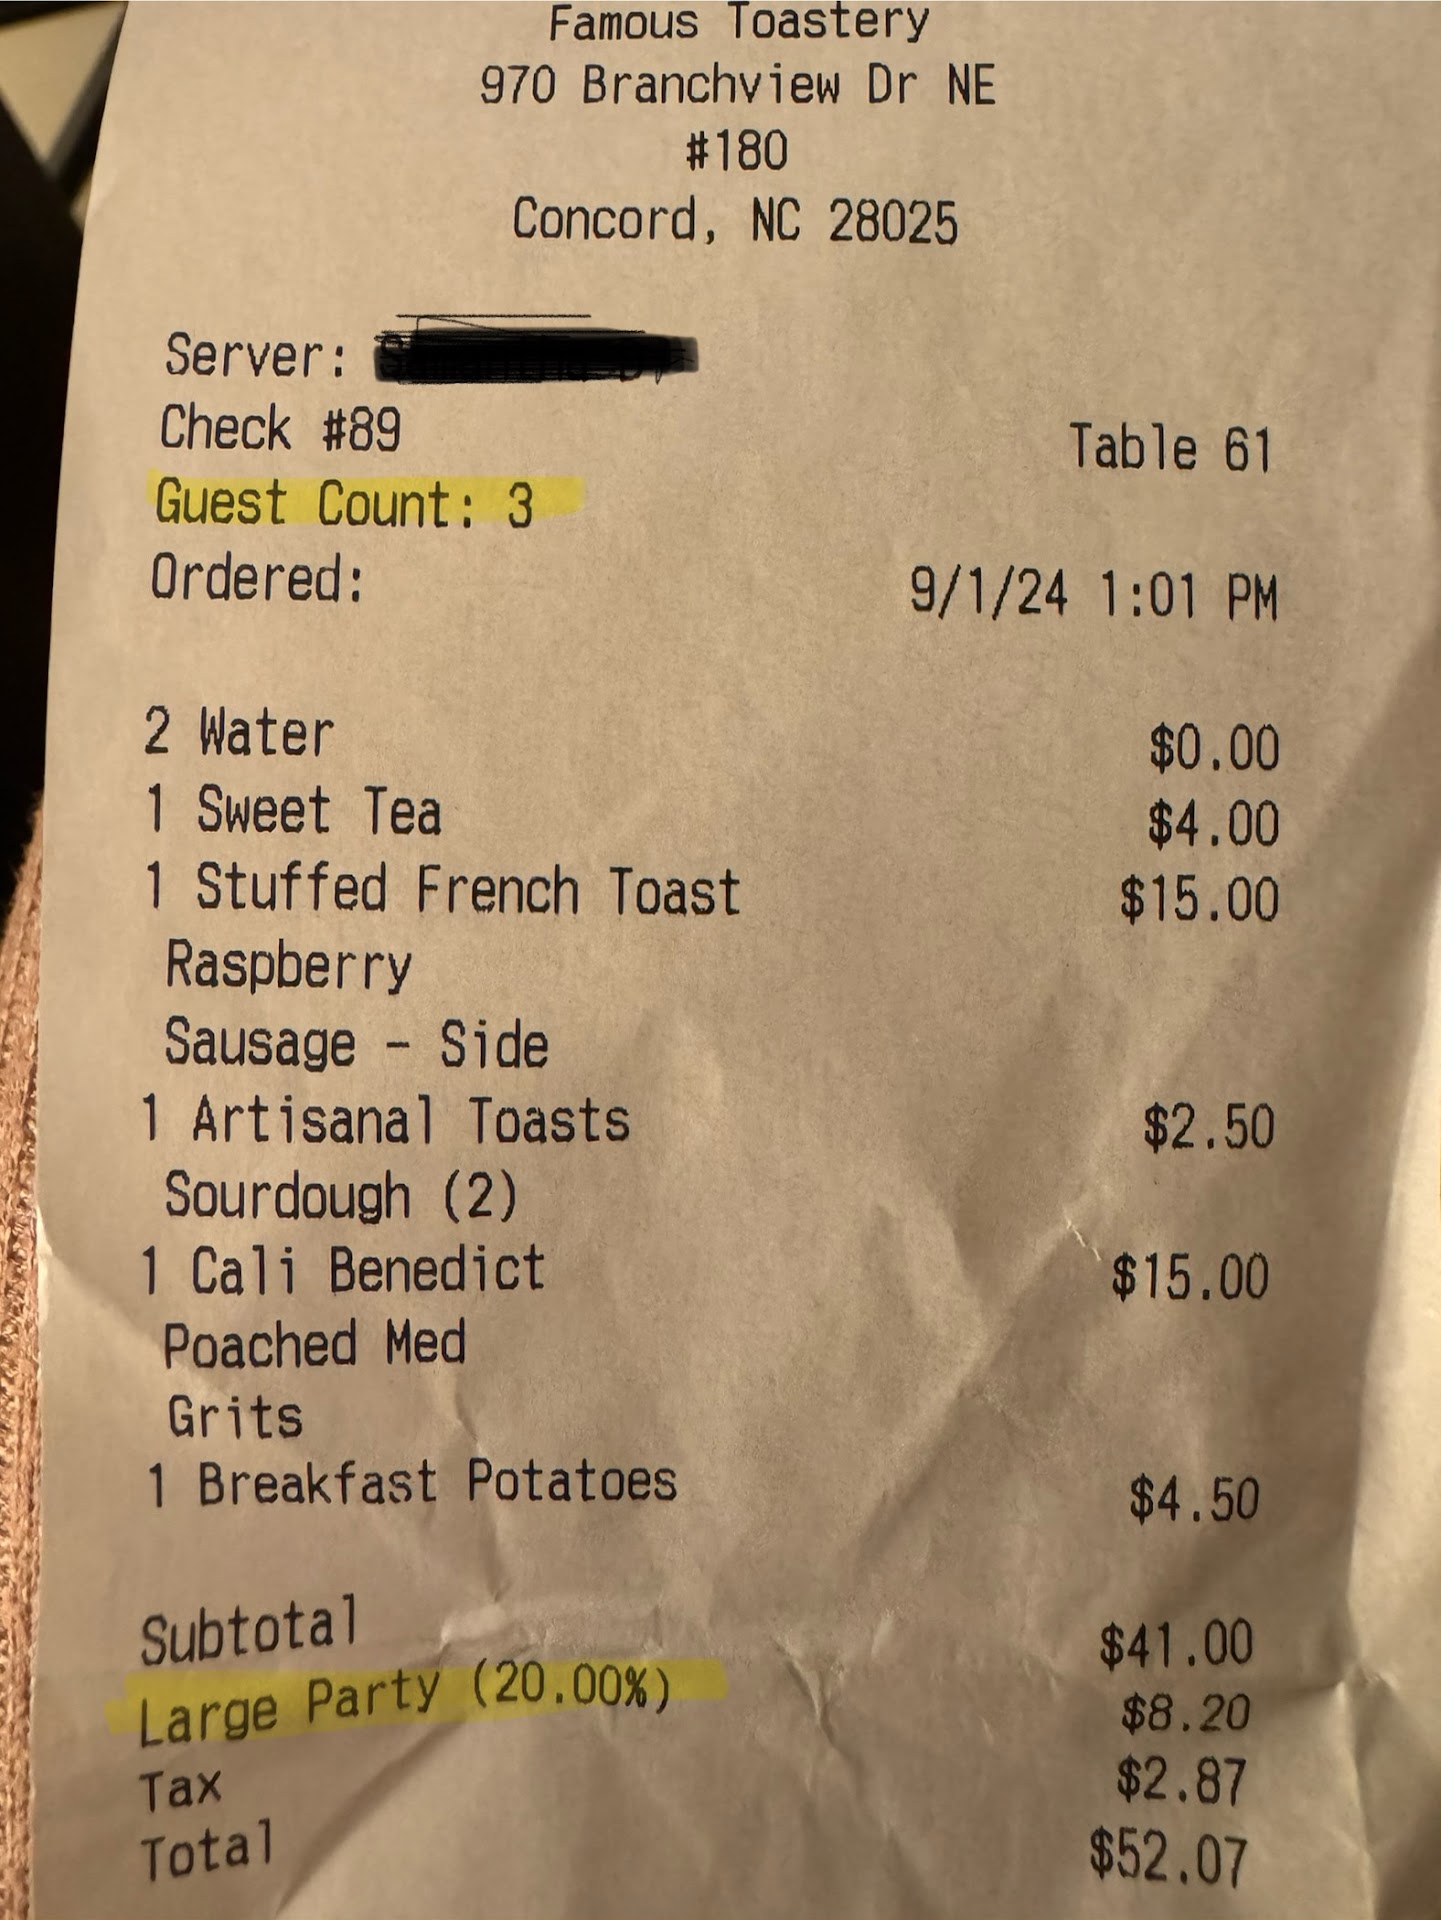 Famous Toastery
970 Branchview Dr NE
#180
Concord, NC 28025
Server:
Check #89 Table 61
Guest Count: 3
Ordered: 9/1/24 1:01 PM
2 Water $0.00
1 Sweet Tea $4.00
1 Stuffed French Toast $15.00
Raspberry
Sausage - Side
1 Artisanal Toasts $2.50
Sourdough (2)
1 Cali Benedict $15.00
Poached Med
Grits
1 Breakfast Potatoes $4.50
Subtotal $41.00
Large Party (20.00%) $8.20
Tax $2.87
Total $52.07